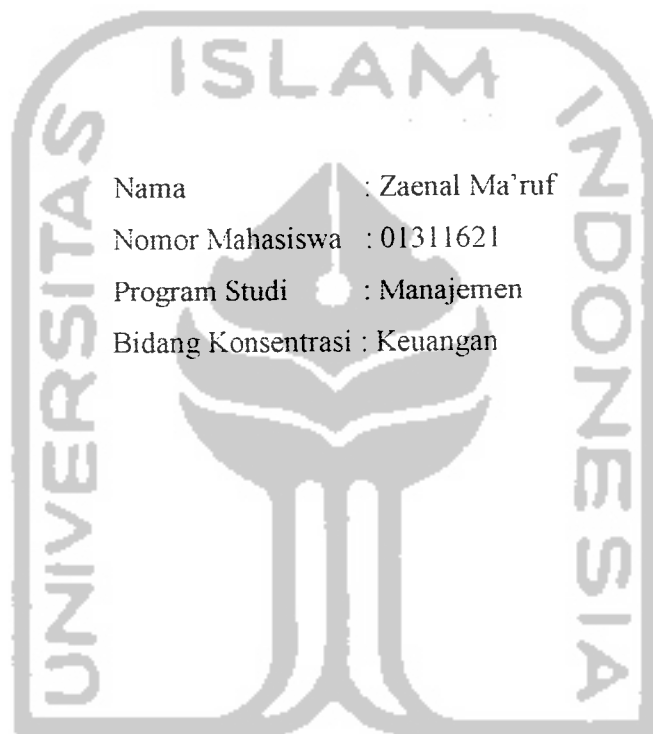 ISLAM
UNIVERSITAS
INDONESIA
Nama : Zaenal Ma'ruf
Nomor Mahasiswa : 01311621
Program Studi : Manajemen
Bidang Konsentrasi : Keuangan